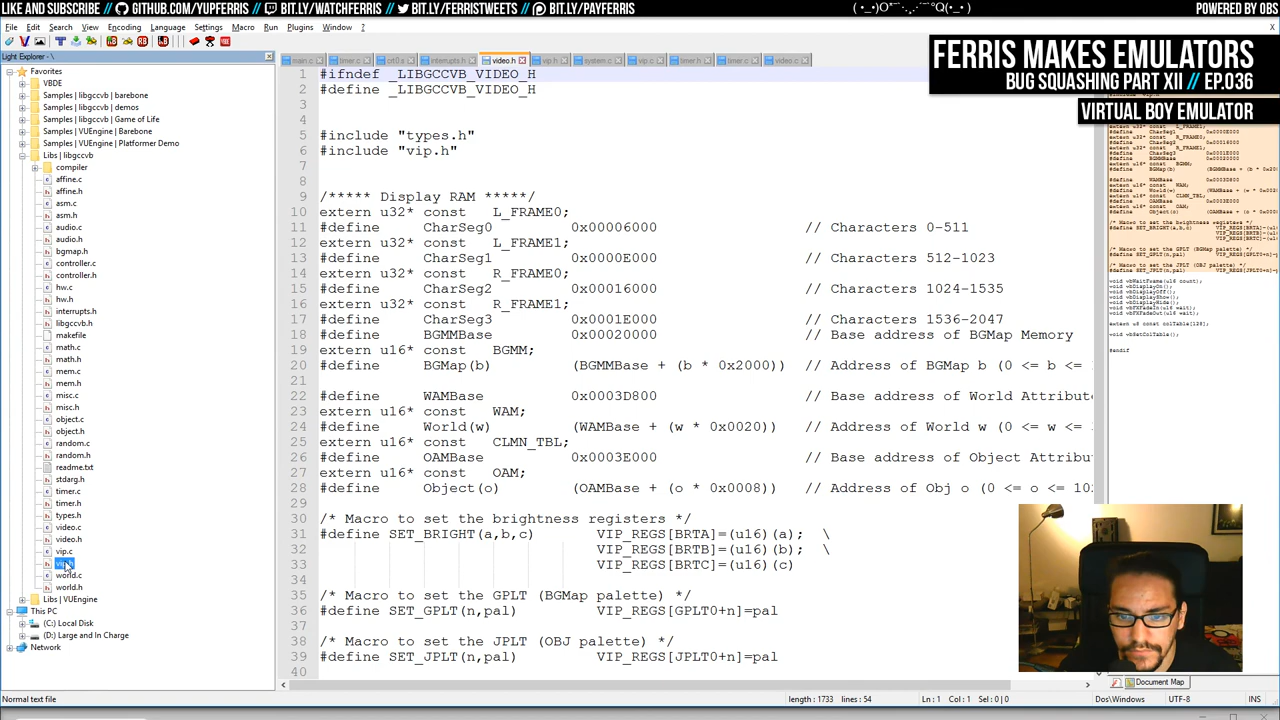 LIKE AND SUBSCRIBE // GITHUB.COM/YUPFERRIS // BIT.LY/WATCHFERRIS // BIT.LY/FERRISTWEETS // BIT.LY/PAYFERRIS
POWERED BY OBS
File Edit Search View Encoding Language Settings Macro Run Plugins Window ?
FERRIS MAKES EMULATORS
BUG SQUASHING PART XII // EP.036
VIRTUAL BOY EMULATOR
Light Explorer -
Favorites
VBDE
Samples | libgccvb | barebone
Samples | libgccvb | demos
Samples | libgccvb | Game of Life
Samples | VUEngine | Barebone
Samples | VUEngine | Platformer Demo
Libs | libgccvb
compiler
affine.c
affine.h
asm.c
asm.h
audio.c
audio.h
bgmap.h
controller.c
controller.h
hw.c
hw.h
interrupts.h
libgccvb.h
makefile
math.c
math.h
mem.c
mem.h
misc.c
misc.h
object.c
object.h
random.c
random.h
readme.txt
stdarg.h
timer.c
timer.h
types.h
video.c
video.h
vip.c
world.c
world.h
Libs | VUEngine
This PC
(C:) Local Disk
(D:) Large and In Charge
Network
main.c timer.c crt0.s interrupts.h video.h vip.h system.c vip.c timer.h timer.c video.c
1 #ifndef _LIBGCCVB_VIDEO_H
2 #define _LIBGCCVB_VIDEO_H
3
4
5 #include "types.h"
6 #include "vip.h"
7
8
9 /***** Display RAM *****/
10 extern u32* const L_FRAME0;
11 #define CharSeg0 0x00006000 // Characters 0-511
12 extern u32* const L_FRAME1;
13 #define CharSeg1 0x0000E000 // Characters 512-1023
14 extern u32* const R_FRAME0;
15 #define CharSeg2 0x00016000 // Characters 1024-1535
16 extern u32* const R_FRAME1;
17 #define CharSeg3 0x0001E000 // Characters 1536-2047
18 #define BGMMBase 0x00020000 // Base address of BGMap Memory
19 extern u16* const BGMM;
20 #define BGMap(b) (BGMMBase + (b * 0x2000)) // Address of BGMap b (0 <= b <=
21
22 #define WAMBase 0x0003D800 // Base address of World Attribut
23 extern u16* const WAM;
24 #define World(w) (WAMBase + (w * 0x0020)) // Address of World w (0 <= w <=
25 extern u16* const CLMN_TBL;
26 #define OAMBase 0x0003E000 // Base address of Object Attribu
27 extern u16* const OAM;
28 #define Object(o) (OAMBase + (o * 0x0008)) // Address of Obj o (0 <= o <= 10
29
30 /* Macro to set the brightness registers */
31 #define SET_BRIGHT(a,b,c) VIP_REGS[BRTA]=(u16)(a); \
32 VIP_REGS[BRTB]=(u16)(b); \
33 VIP_REGS[BRTC]=(u16)(c)
34
35 /* Macro to set the GPLT (BGMap palette) */
36 #define SET_GPLT(n,pal) VIP_REGS[GPLT0+n]=pal
37
38 /* Macro to set the JPLT (OBJ palette) */
39 #define SET_JPLT(n,pal) VIP_REGS[JPLT0+n]=pal
40
Document Map
Normal text file
length : 1733 lines : 54
Ln : 1 Col : 1 Sel : 0 | 0
Dos\Windows
UTF-8
INS